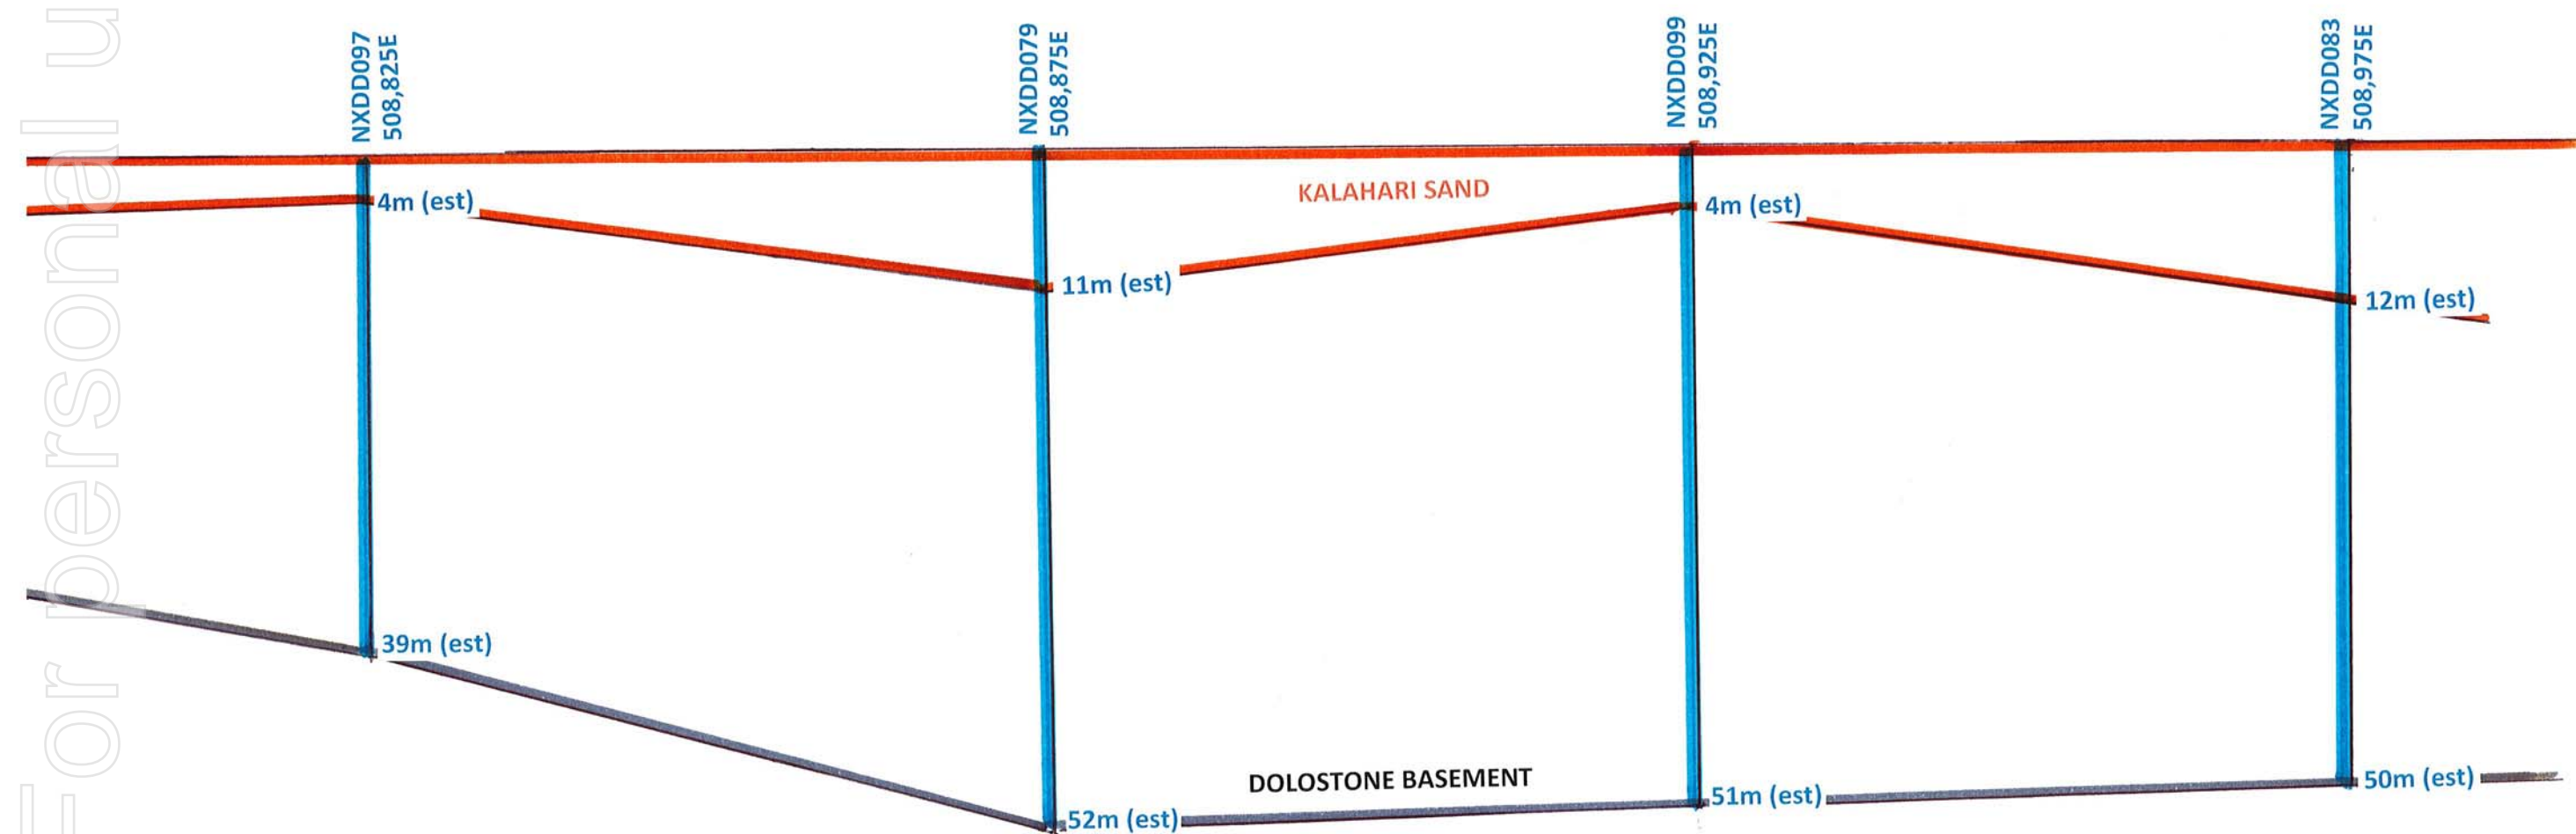 For personal u
NXDD097
508,825E
NXDD079
508,875E
NXDD099
508,925E
NXDD083
508,975E
KALAHARI SAND
4m (est)
11m (est)
4m (est)
12m (est)
39m (est)
DOLOSTONE BASEMENT
52m (est)
51m (est)
50m (est)